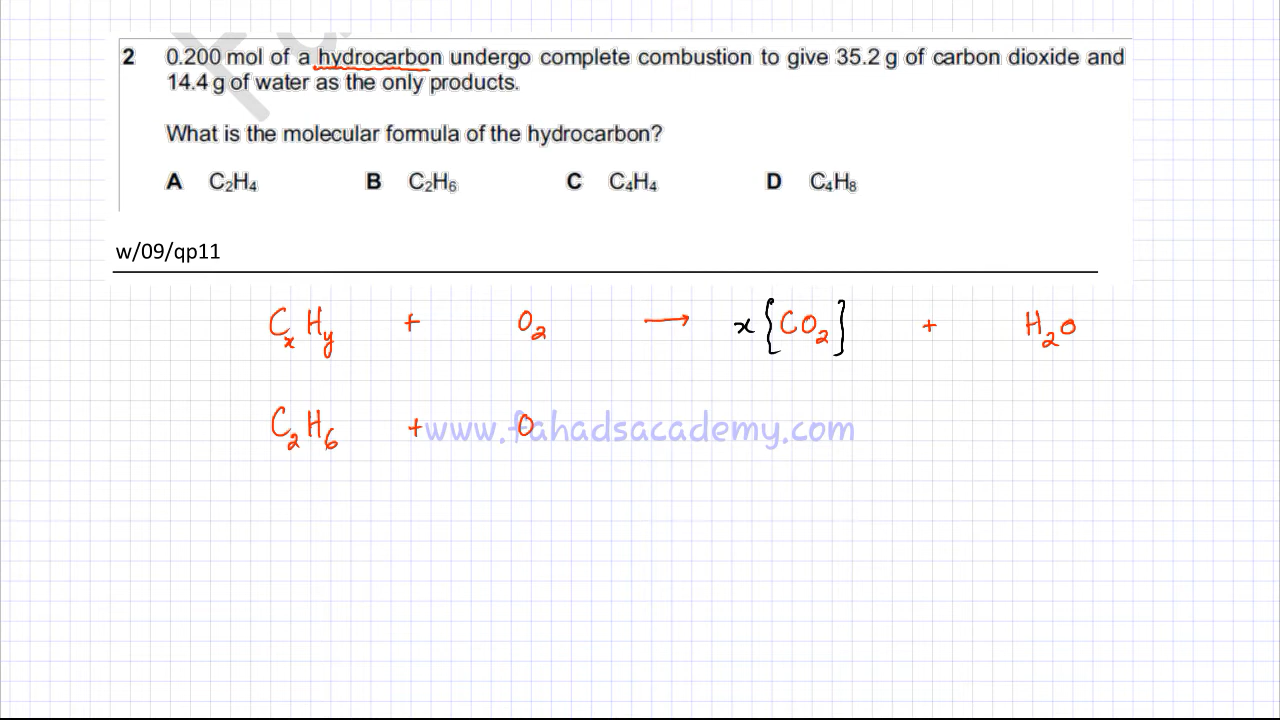 2 0.200 mol of a hydrocarbon undergo complete combustion to give 35.2 g of carbon dioxide and
14.4 g of water as the only products.
What is the molecular formula of the hydrocarbon?
A C₂H₄ B C₂H₆ C C₄H₄ D C₄H₈
w/09/qp11
CₓHᵧ + O₂ → x{CO₂} + H₂O
C₂H₆ + O
www.fahadsacademy.com